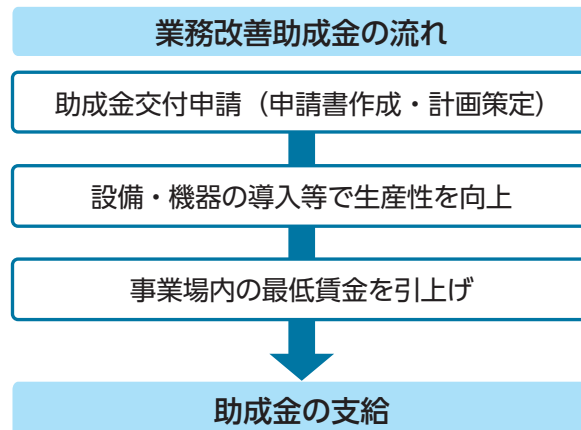 業務改善助成金の流れ
助成金交付申請（申請書作成・計画策定）
設備・機器の導入等で生産性を向上
事業場内の最低賃金を引上げ
助成金の支給